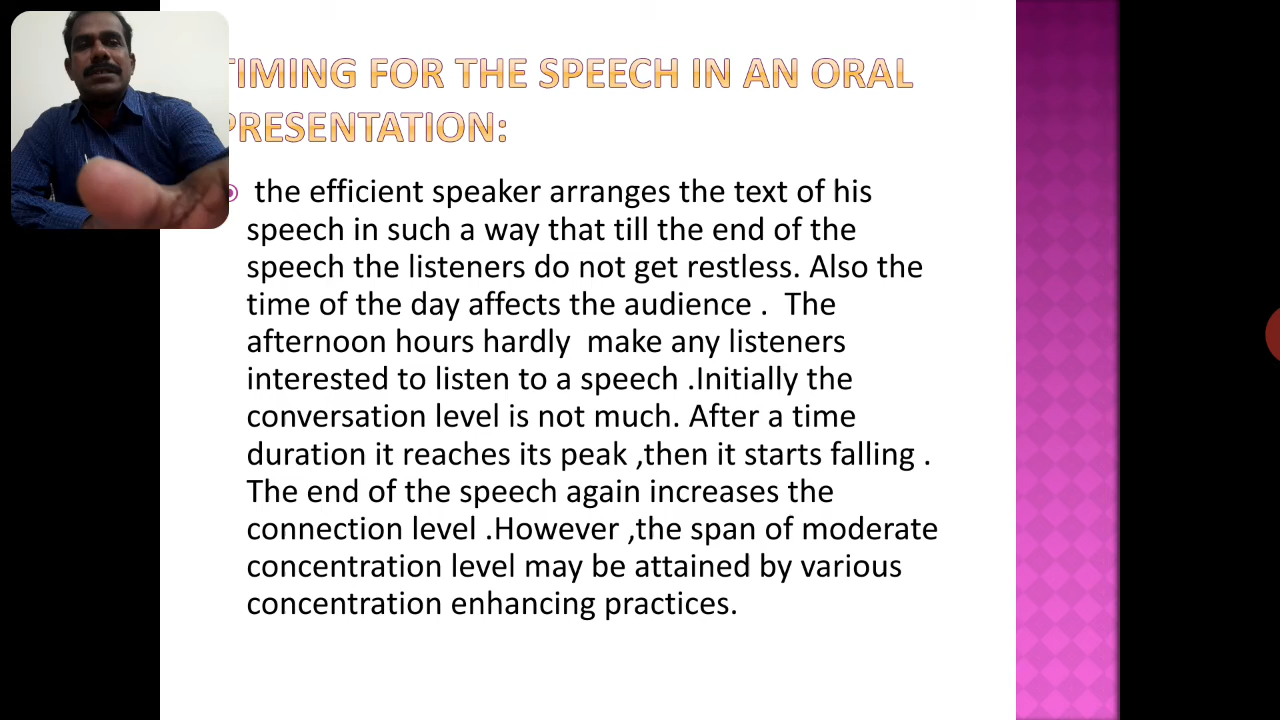 TIMING FOR THE SPEECH IN AN ORAL
PRESENTATION:
the efficient speaker arranges the text of his
speech in such a way that till the end of the
speech the listeners do not get restless. Also the
time of the day affects the audience . The
afternoon hours hardly make any listeners
interested to listen to a speech .Initially the
conversation level is not much. After a time
duration it reaches its peak ,then it starts falling .
The end of the speech again increases the
connection level .However ,the span of moderate
concentration level may be attained by various
concentration enhancing practices.